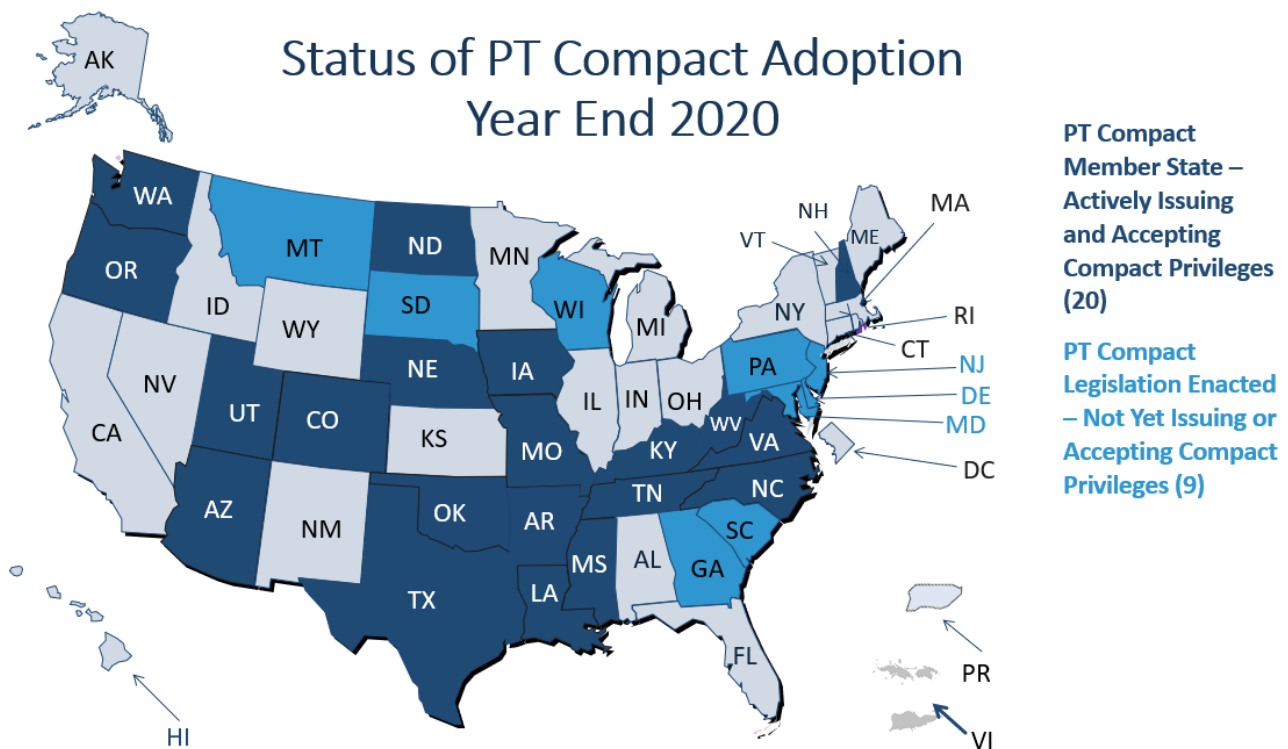 Status of PT Compact Adoption
Year End 2020
PT Compact
Member State –
Actively Issuing
and Accepting
Compact Privileges
(20)
PT Compact
Legislation Enacted
– Not Yet Issuing or
Accepting Compact
Privileges (9)
AK
WA
OR
CA
NV
ID
MT
WY
UT
CO
AZ
NM
ND
SD
NE
KS
OK
TX
MN
IA
MO
AR
LA
WI
IL
MI
IN
OH
KY
TN
MS
AL
GA
FL
SC
NC
VA
WV
PA
NY
VT
NH
ME
MA
RI
CT
NJ
DE
MD
DC
HI
PR
VI